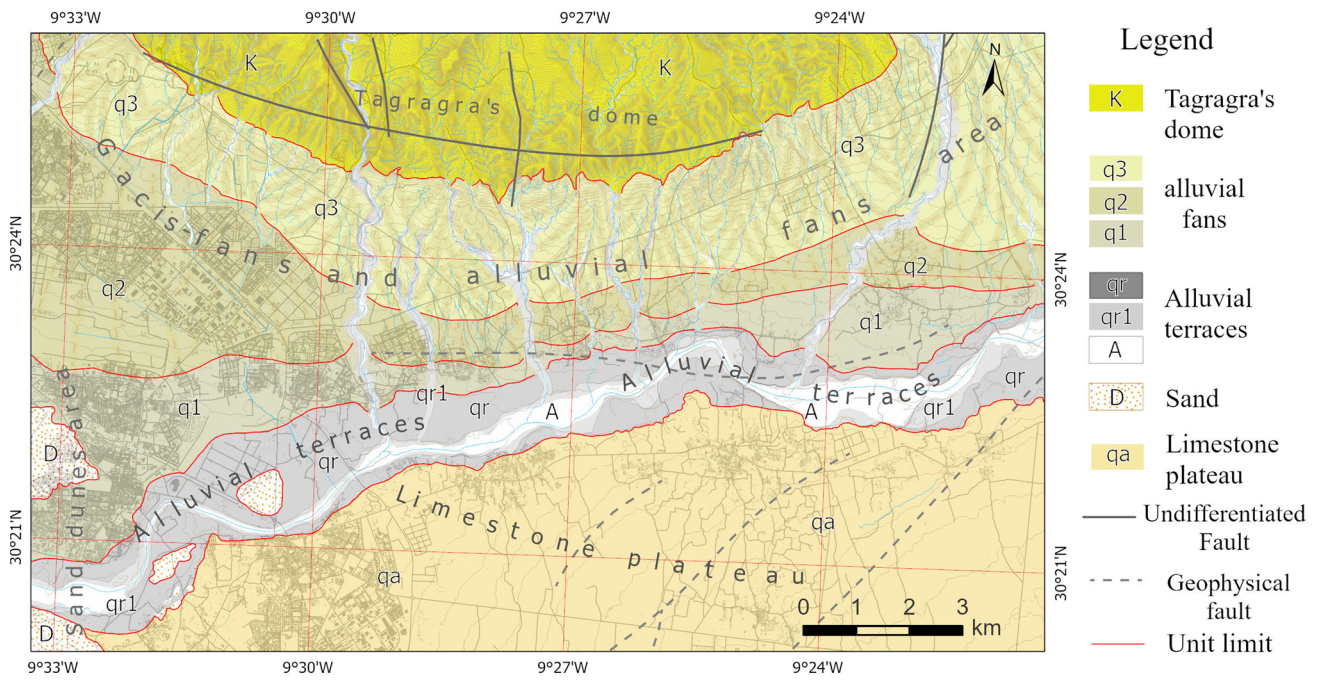 9°33'W 9°30'W 9°27'W 9°24'W
N
K K
Tagragra's dome
q3 q3 q3
Glacis-fans and alluvial fans area
30°24'N 30°24'N
q2 q2
q1 q1
Sand dunes area
Alluvial terraces
Alluvial terraces
qr1 qr A A qr1 qr
D qr
Limestone plateau
qa qa
30°21'N 30°21'N
qr1
D
0 1 2 3
km
9°33'W 9°30'W 9°27'W 9°24'W
Legend
K Tagragra's
dome
q3
q2 alluvial
fans
q1
qr Alluvial
qr1 terraces
A
D Sand
qa Limestone
plateau
Undifferentiated
Fault
Geophysical
fault
Unit limit